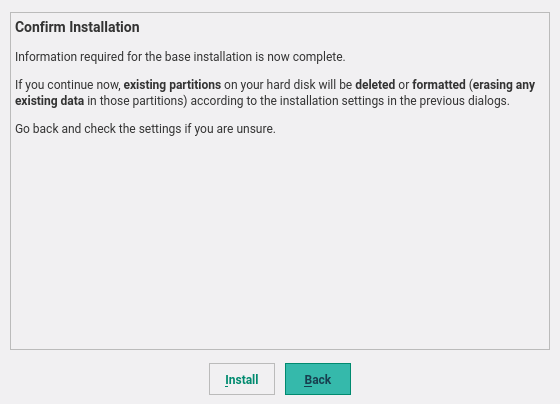 Confirm Installation
Information required for the base installation is now complete.
If you continue now, existing partitions on your hard disk will be deleted or formatted (erasing any
existing data in those partitions) according to the installation settings in the previous dialogs.
Go back and check the settings if you are unsure.
Install Back